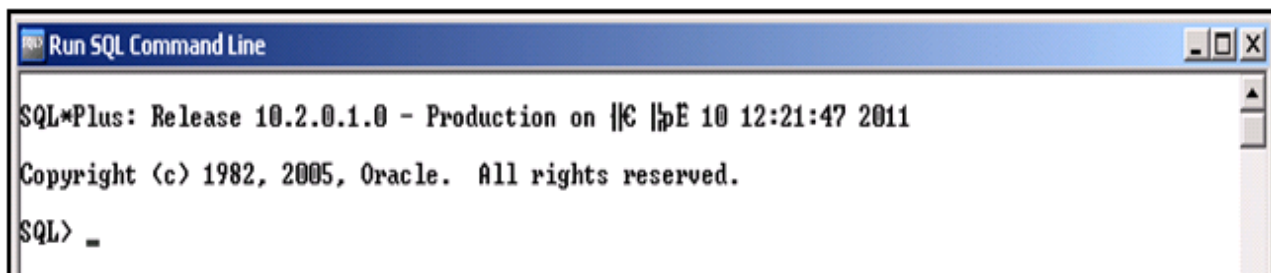 Run SQL Command Line
SQL*Plus: Release 10.2.0.1.0 - Production on 10 12:21:47 2011
Copyright (c) 1982, 2005, Oracle. All rights reserved.
SQL>